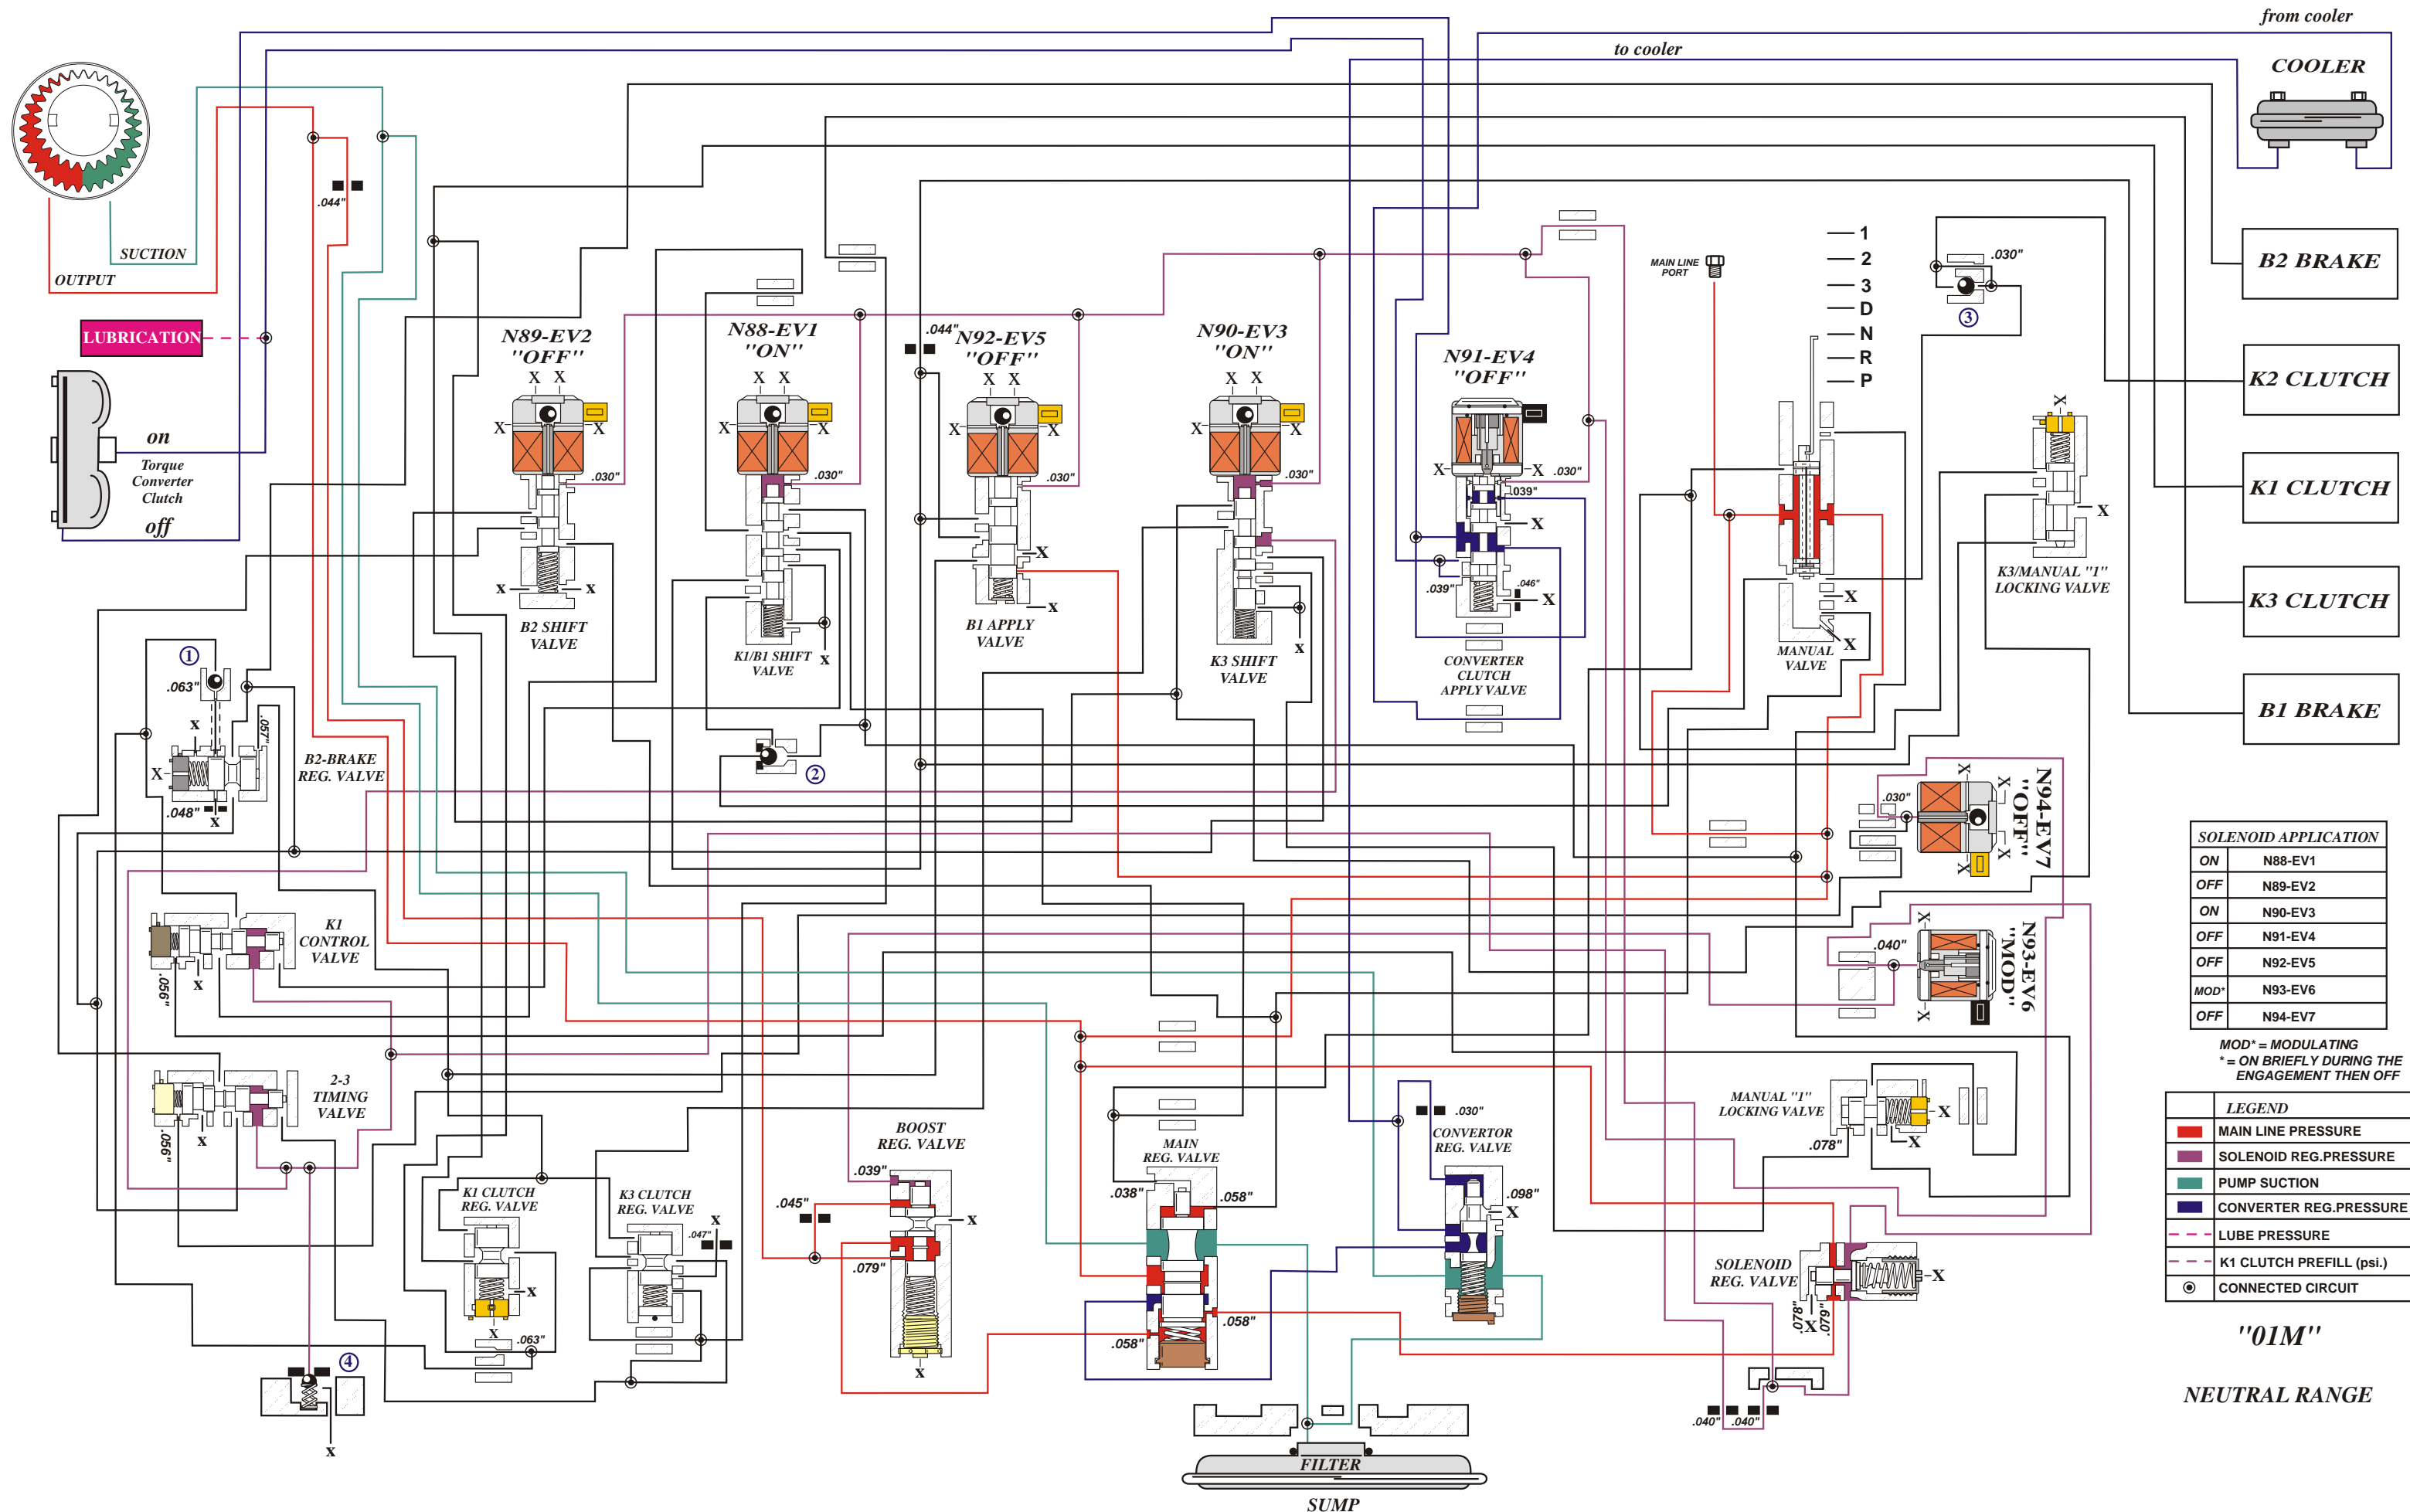 from cooler
to cooler
COOLER
.044"
SUCTION
OUTPUT
LUBRICATION
on
Torque
Converter
Clutch
off
N89-EV2
"OFF"
X X
X
X
.030"
x
x
B2 SHIFT
VALVE
N88-EV1
"ON"
X X
X
X
.030"
K1/B1 SHIFT
VALVE
x
.044"
N92-EV5
"OFF"
X X
X
X
.030"
x
x
B1 APPLY
VALVE
N90-EV3
"ON"
X X
X
X
.030"
K3 SHIFT
VALVE
x
N91-EV4
"OFF"
X
X
.030"
.039"
X
.039"
.046"
X
CONVERTER
CLUTCH
APPLY VALVE
MAIN LINE
PORT
1
2
3
D
N
R
P
X
X
MANUAL
VALVE
.030"
3
X
X
K3/MANUAL "1"
LOCKING VALVE
B2 BRAKE
K2 CLUTCH
K1 CLUTCH
K3 CLUTCH
B1 BRAKE
1
.063"
x
.057"
X
B2-BRAKE
REG. VALVE
.048"
x
2
K1
CONTROL
VALVE
.056"
x
2-3
TIMING
VALVE
.056"
x
4
x
K1 CLUTCH
REG. VALVE
x
x
.063"
K3 CLUTCH
REG. VALVE
x
.047"
BOOST
REG. VALVE
.039"
.045"
x
.079"
x
MAIN
REG. VALVE
.038"
.058"
.058"
.058"
.030"
CONVERTOR
REG. VALVE
.098"
X
FILTER
SUMP
N94-EV7
"OFF"
X
X
X
X
.030"
N93-EV6
"MOD"
X
X
.040"
MANUAL "1"
LOCKING VALVE
.078"
X
X
SOLENOID
REG. VALVE
X
.078"
X
.079"
.040"
.040"
SOLENOID APPLICATION
ON N88-EV1
OFF N89-EV2
ON N90-EV3
OFF N91-EV4
OFF N92-EV5
MOD* N93-EV6
OFF N94-EV7
MOD* = MODULATING
* = ON BRIEFLY DURING THE
ENGAGEMENT THEN OFF
LEGEND
MAIN LINE PRESSURE
SOLENOID REG.PRESSURE
PUMP SUCTION
CONVERTER REG.PRESSURE
LUBE PRESSURE
K1 CLUTCH PREFILL (psi.)
CONNECTED CIRCUIT
"01M"
NEUTRAL RANGE